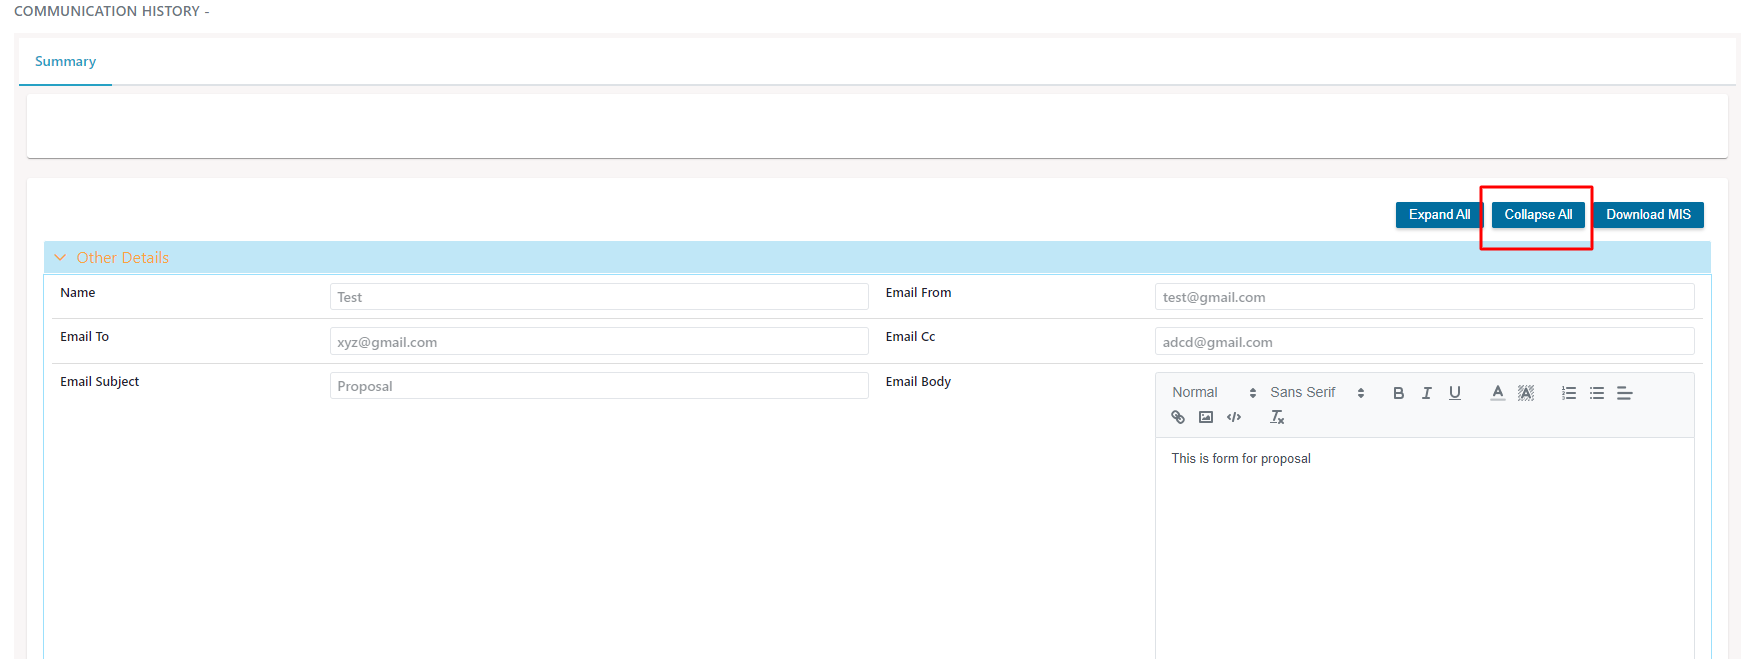 COMMUNICATION HISTORY -
Summary
Expand All Collapse All Download MIS
Other Details
Name Test Email From test@gmail.com
Email To xyz@gmail.com Email Cc adcd@gmail.com
Email Subject Proposal Email Body
Normal Sans Serif B I U A A
This is form for proposal